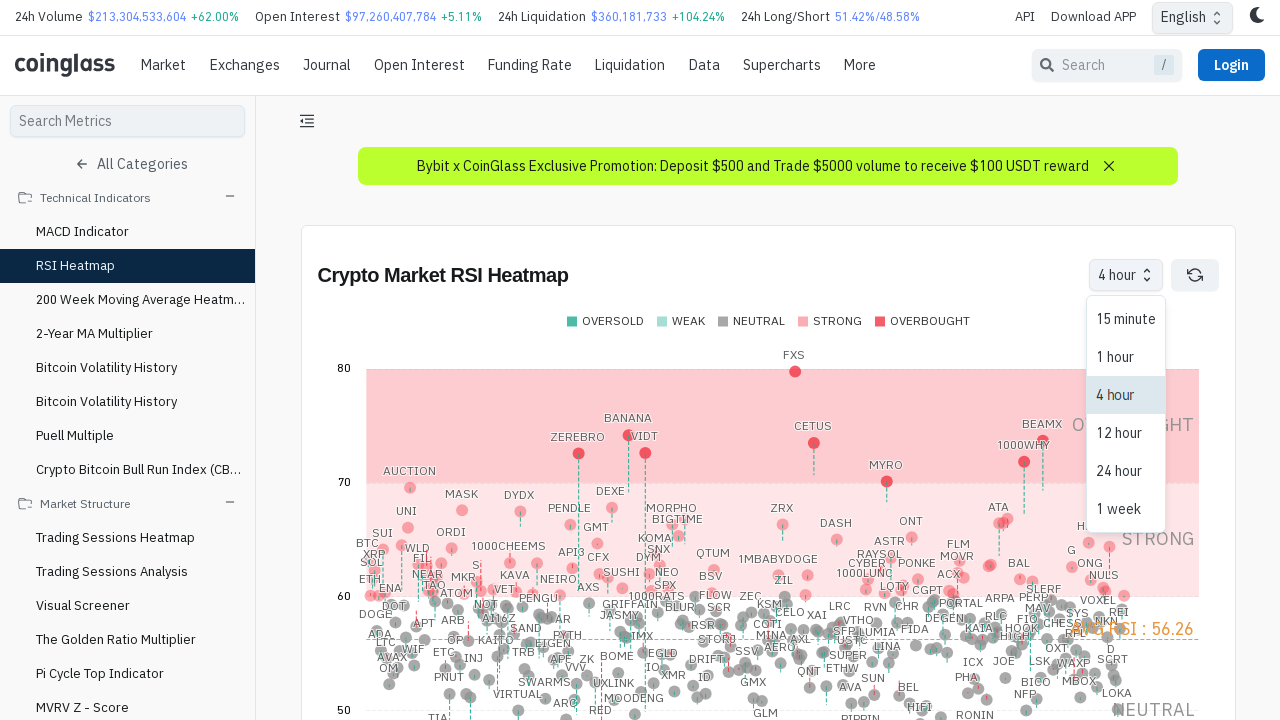 24h Volume $213,304,533,604 +62.00% Open Interest $97,260,407,784 +5.11% 24h Liquidation $360,181,733 +104.24% 24h Long/Short 51.42%/48.58% API Download APP English
coinglass Market Exchanges Journal Open Interest Funding Rate Liquidation Data Supercharts More Search / Login
Search Metrics
All Categories
Technical Indicators
MACD Indicator
RSI Heatmap
200 Week Moving Average Heatm...
2-Year MA Multiplier
Bitcoin Volatility History
Bitcoin Volatility History
Puell Multiple
Crypto Bitcoin Bull Run Index (CB...
Market Structure
Trading Sessions Heatmap
Trading Sessions Analysis
Visual Screener
The Golden Ratio Multiplier
Pi Cycle Top Indicator
MVRV Z - Score
Bybit x CoinGlass Exclusive Promotion: Deposit $500 and Trade $5000 volume to receive $100 USDT reward
Crypto Market RSI Heatmap
4 hour
15 minute
1 hour
4 hour
12 hour
24 hour
1 week
OVERSOLD WEAK NEUTRAL STRONG OVERBOUGHT
FXS
80
BANANA
CETUS
BEAMX
ZEREBRO VIDT
1000WHY
MYRO
AUCTION
70
MASK DYDX DEXE
PENDLE MORPHO ZRX ATA
UNI BIGTIME
DASH ONT
SUI ORDI GMT KOMA
STRONG
BTC WLD 1000CHEEMS SNX ASTR FLM
XRP API3 QTUM RAYSOL MOVR G
SOL FIL CFX DYM 1MBABYDOGE CYBER PONKE BAL ONG
ETH NEAR MKR KAVA NEIRO SUSHI NEO BSV ZIL 1000LUNC ACX NULS
ENA TAO VET AXS SPX LQTY CGPT SLERF
60
ATOM PENGU 1000RATS FLOW ZEC ARPA PERP VOXEL
DOT NOT GRIFFAIN BLUR SCR KSM LRC RVN CHR PORTAL MAV
DOGE APT ARB AI16Z JASMY CELO XAI VTHO DEGEN RLC FIO SYS REI
SAND AR RSR COTI SFP ILUMIA FIDA KAIA HOOK CHESS NKN
ADA OP KAITO PYTH IMX STORJ MINA AXL USTC HIGH
AVG RSI : 56.26
LTC WIF ETC EIGEN EGLD SSV AERO LINA OXT D
AVAX INJ TRB APE ZK BOME DRIFT SUPER ICX JOE LSK WAXP SCRT
OM PNUT SWARMS VVV UXLINK IO XMR ID GMX QNT ETHW SUN PHA BICO MBOX
VIRTUAL ARC MOODENG AVA BEL NFP LOKA
50
TIA RED GLM PIPPIN HIFI RONIN
NEUTRAL